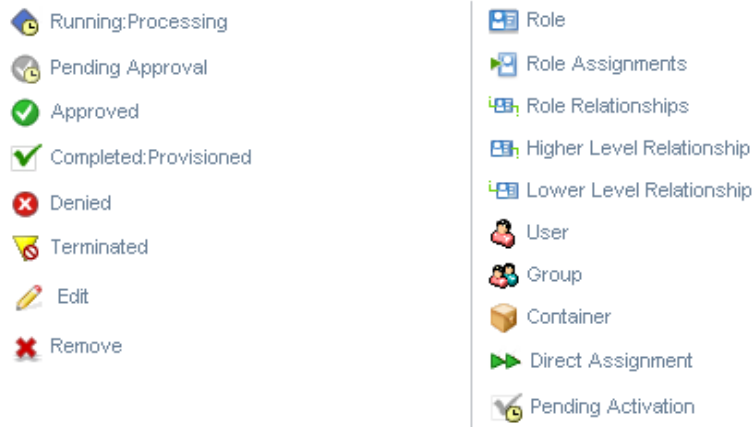 Running:Processing
Pending Approval
Approved
Completed:Provisioned
Denied
Terminated
Edit
Remove
Role
Role Assignments
Role Relationships
Higher Level Relationship
Lower Level Relationship
User
Group
Container
Direct Assignment
Pending Activation